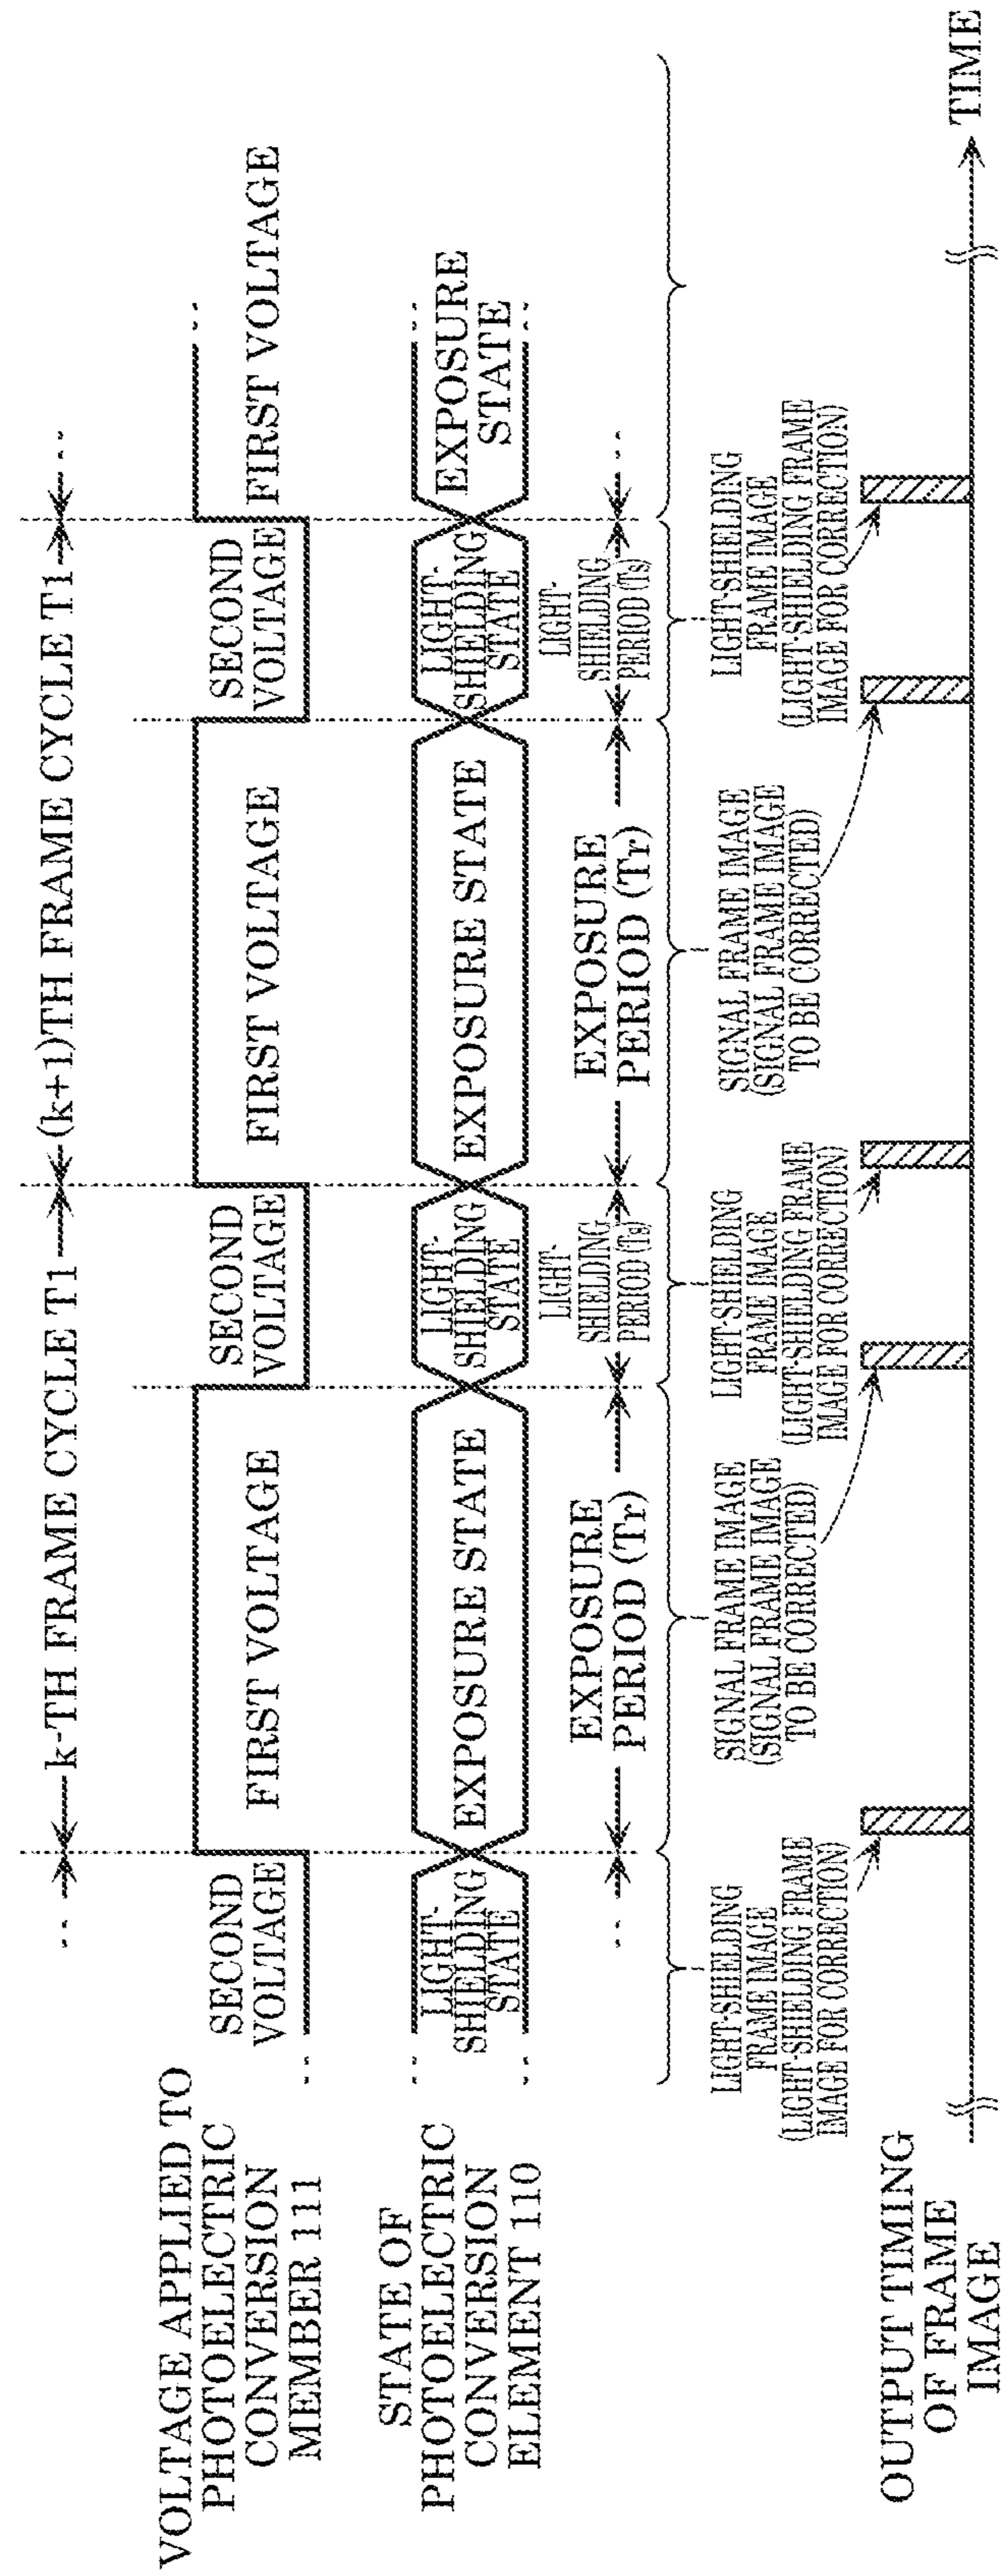 k-TH FRAME CYCLE T1
(k+1)TH FRAME CYCLE T1
VOLTAGE APPLIED TO
PHOTOELECTRIC
CONVERSION
MEMBER 111
SECOND
VOLTAGE
FIRST VOLTAGE
SECOND
VOLTAGE
FIRST VOLTAGE
SECOND
VOLTAGE
FIRST VOLTAGE
STATE OF
PHOTOELECTRIC
CONVERSION
ELEMENT 110
LIGHT-
SHIELDING
STATE
EXPOSURE STATE
LIGHT-
SHIELDING
STATE
EXPOSURE STATE
LIGHT-
SHIELDING
STATE
EXPOSURE
STATE
EXPOSURE
PERIOD (Tr)
LIGHT-
SHIELDING
PERIOD (Ts)
EXPOSURE
PERIOD (Tr)
LIGHT-
SHIELDING
PERIOD (Ts)
LIGHT-SHIELDING
FRAME IMAGE
(LIGHT-SHIELDING FRAME
IMAGE FOR CORRECTION)
SIGNAL FRAME IMAGE
(SIGNAL FRAME IMAGE
TO BE CORRECTED)
LIGHT-SHIELDING
FRAME IMAGE
(LIGHT-SHIELDING FRAME
IMAGE FOR CORRECTION)
SIGNAL FRAME IMAGE
(SIGNAL FRAME IMAGE
TO BE CORRECTED)
LIGHT-SHIELDING
FRAME IMAGE
(LIGHT-SHIELDING FRAME
IMAGE FOR CORRECTION)
OUTPUT TIMING
OF FRAME
IMAGE
TIME